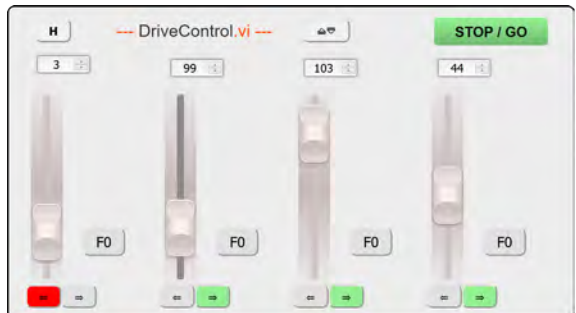 H --- DriveControl.vi --- STOP / GO
3 99 103 44
F0 F0 F0 F0
⇐ ⇒ ⇐ ⇒ ⇐ ⇒ ⇐ ⇒